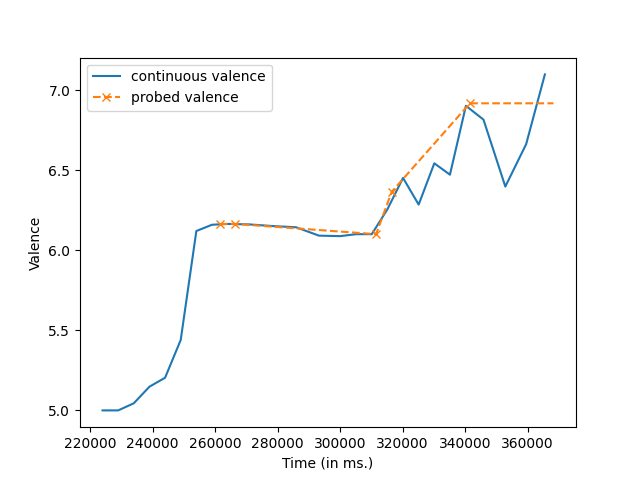 continuous valence
probed valence
7.0
6.5
6.0
5.5
5.0
Valence
220000 240000 260000 280000 300000 320000 340000 360000
Time (in ms.)